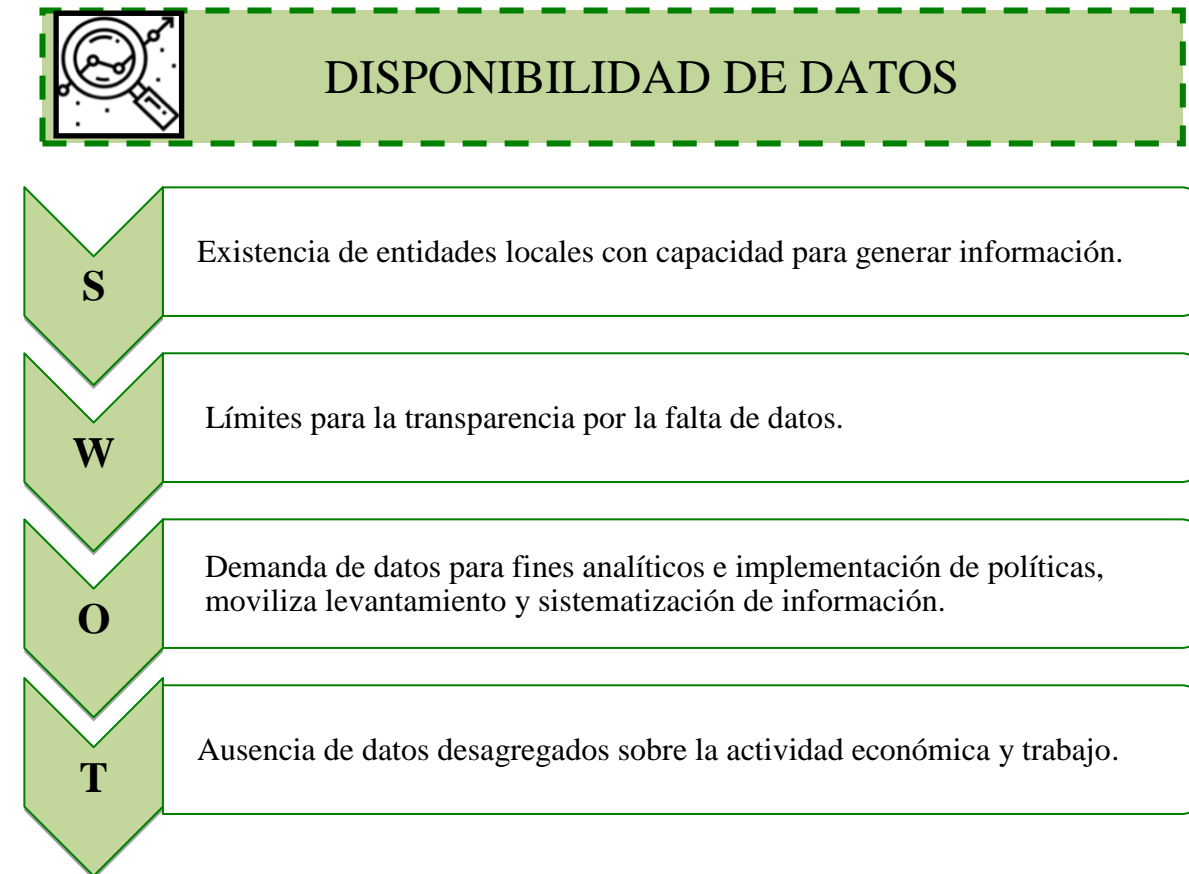 DISPONIBILIDAD DE DATOS
S
Existencia de entidades locales con capacidad para generar información.
W
Límites para la transparencia por la falta de datos.
O
Demanda de datos para fines analíticos e implementación de políticas,
moviliza levantamiento y sistematización de información.
T
Ausencia de datos desagregados sobre la actividad económica y trabajo.